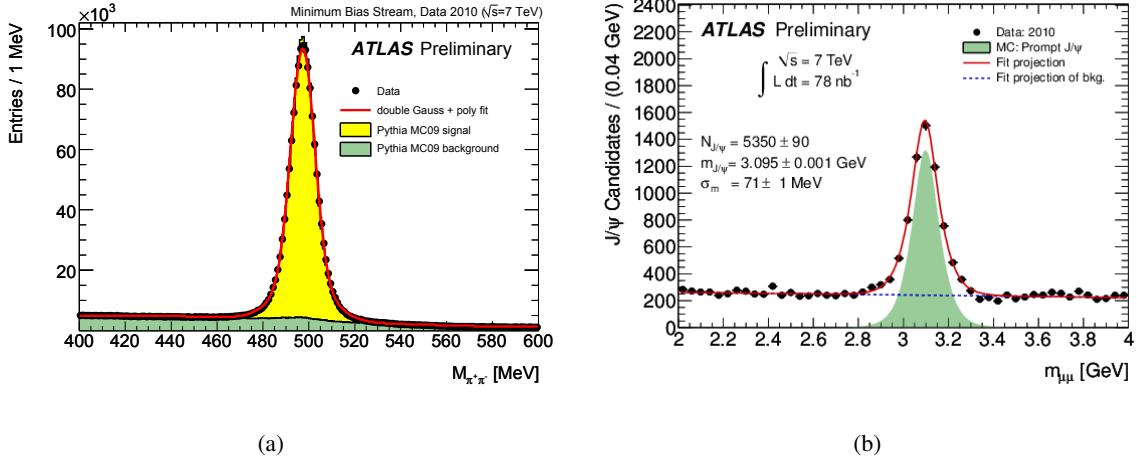 Minimum Bias Stream, Data 2010 (√s=7 TeV)
×10³
Entries / 1 MeV
100
80
60
40
20
ATLAS Preliminary
Data
double Gauss + poly fit
Pythia MC09 signal
Pythia MC09 background
400 420 440 460 480 500 520 540 560 580 600
M_π⁺π⁻ [MeV]
(a)
J/ψ Candidates / (0.04 GeV)
2400
2200
2000
1800
1600
1400
1200
1000
800
600
400
200
0
ATLAS Preliminary
√s = 7 TeV
∫ L dt = 78 nb⁻¹
Data: 2010
MC: Prompt J/ψ
Fit projection
Fit projection of bkg.
N_J/ψ = 5350 ± 90
m_J/ψ = 3.095 ± 0.001 GeV
σ_m = 71 ± 1 MeV
2 2.2 2.4 2.6 2.8 3 3.2 3.4 3.6 3.8 4
m_μμ [GeV]
(b)